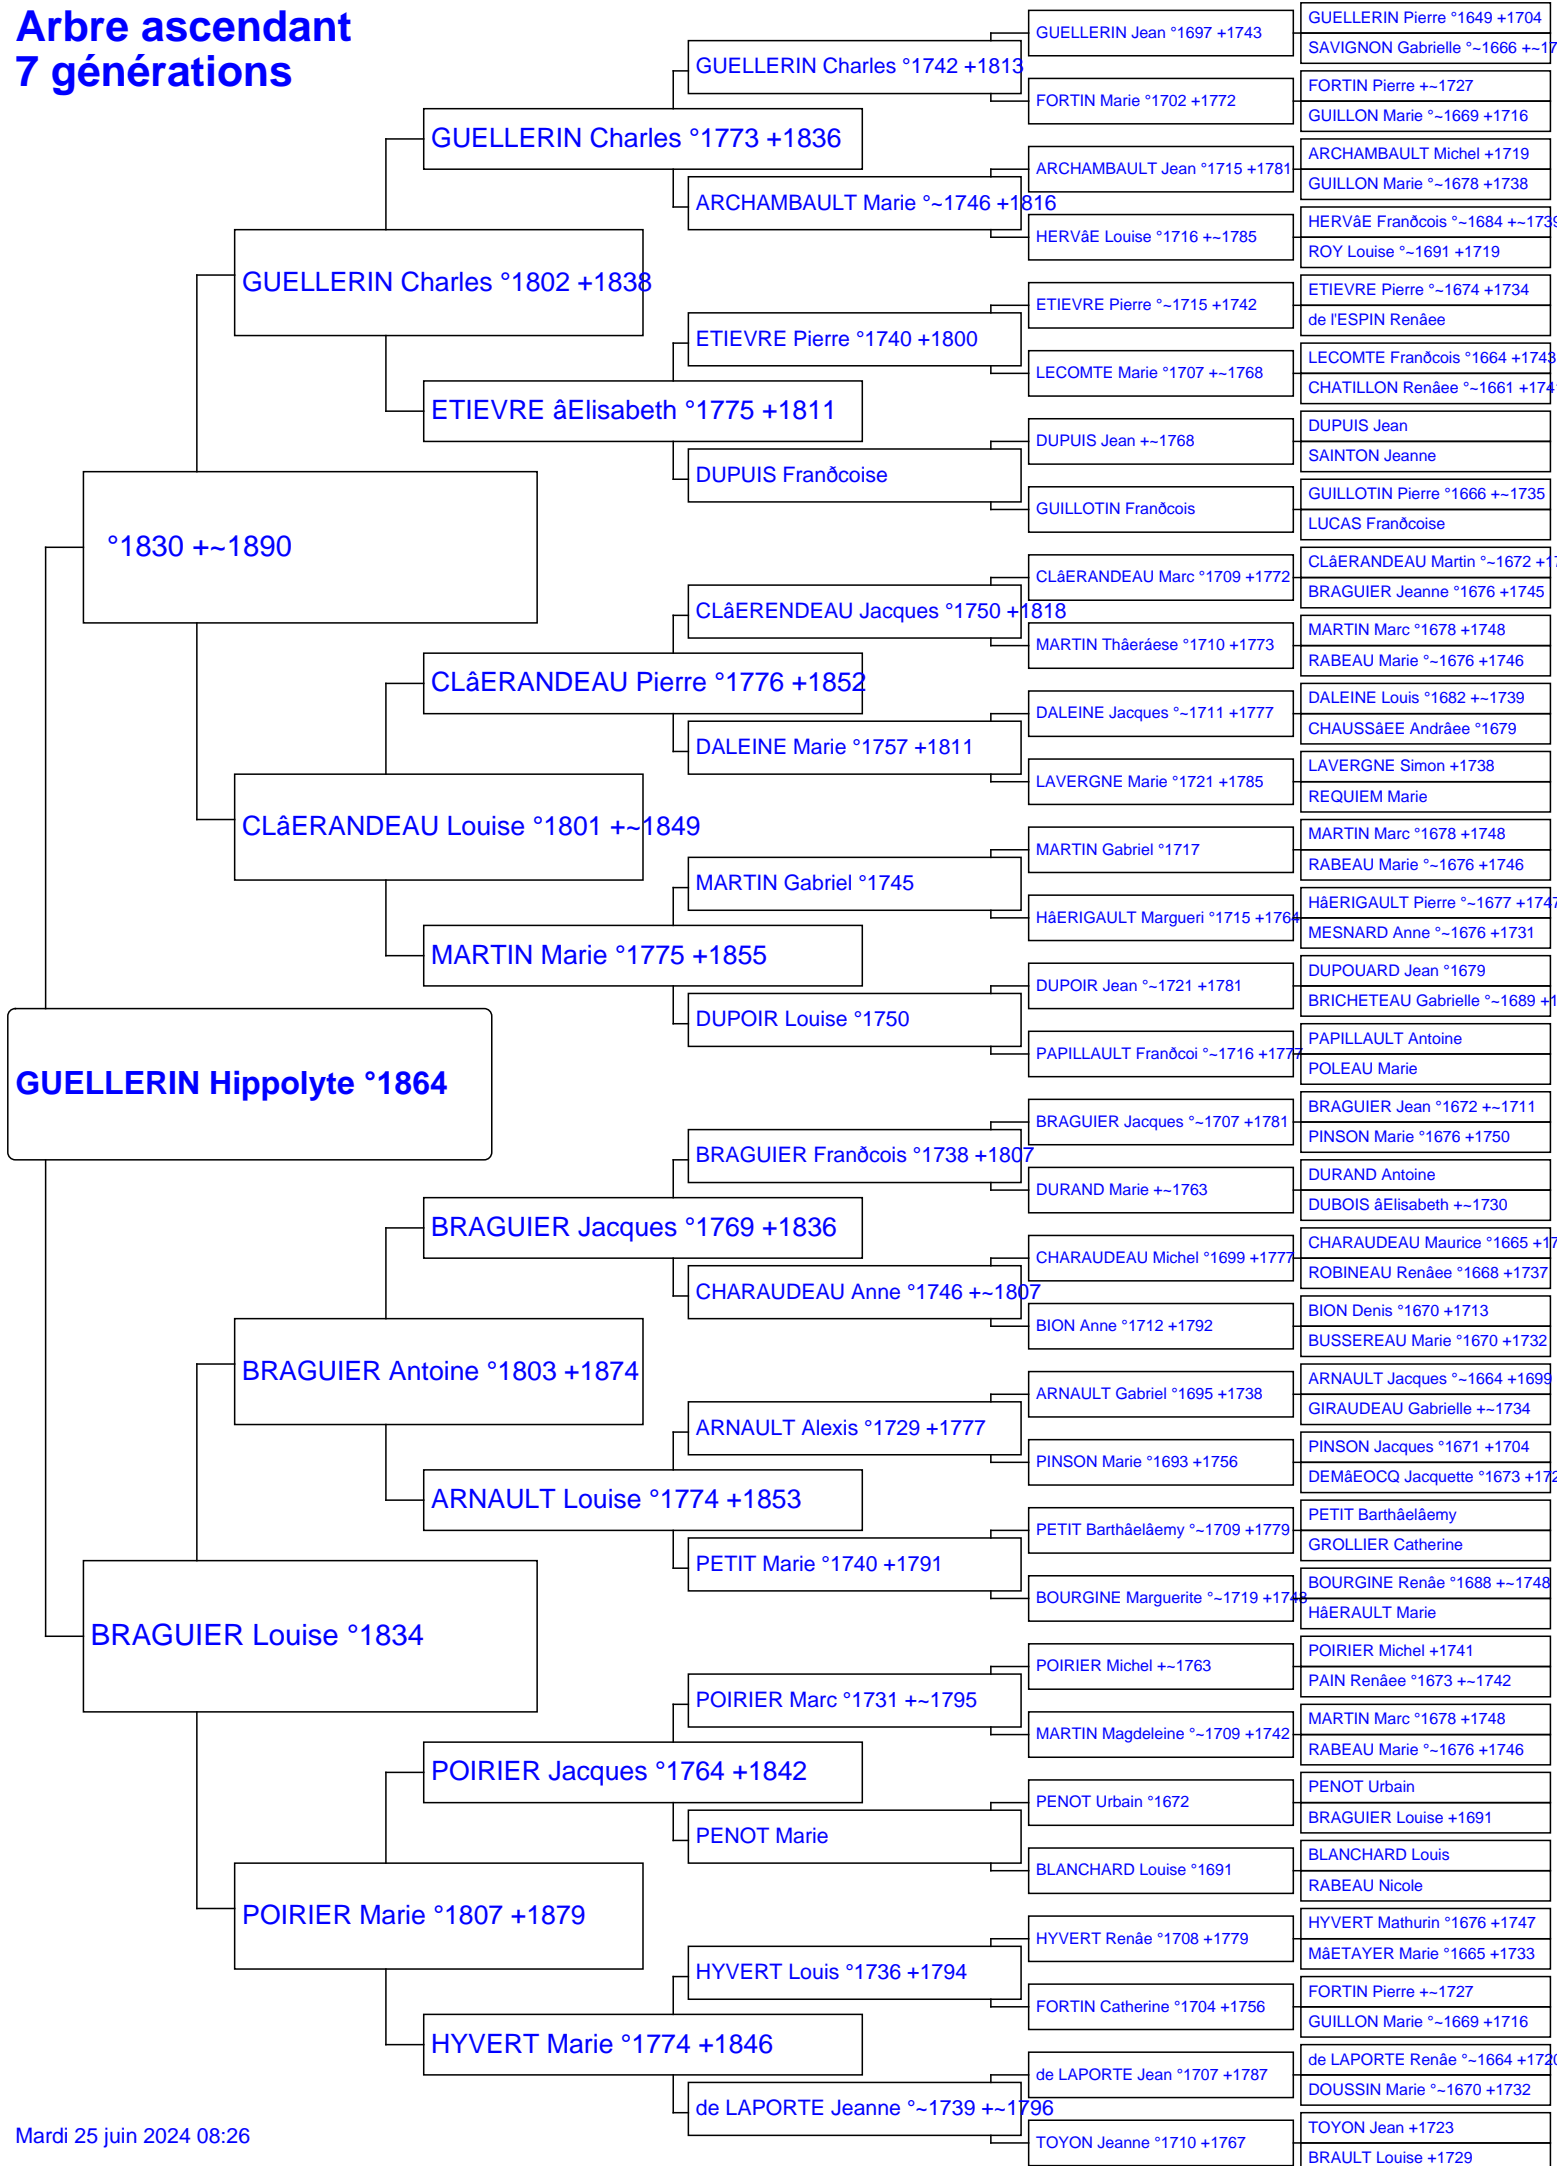 Arbre ascendant
7 générations
GUELLERIN Hippolyte °1864
°1830 +~1890
BRAGUIER Louise °1834
GUELLERIN Charles °1802 +1838
CLâERANDEAU Louise °1801 +~1849
BRAGUIER Antoine °1803 +1874
POIRIER Marie °1807 +1879
GUELLERIN Charles °1773 +1836
ETIEVRE âElisabeth °1775 +1811
CLâERANDEAU Pierre °1776 +1852
MARTIN Marie °1775 +1855
BRAGUIER Jacques °1769 +1836
ARNAULT Louise °1774 +1853
POIRIER Jacques °1764 +1842
HYVERT Marie °1774 +1846
GUELLERIN Charles °1742 +1813
ARCHAMBAULT Marie °~1746 +1816
ETIEVRE Pierre °1740 +1800
DUPUIS Franðcoise
CLâERENDEAU Jacques °1750 +1818
DALEINE Marie °1757 +1811
MARTIN Gabriel °1745
DUPOIR Louise °1750
BRAGUIER Franðcois °1738 +1807
CHARAUDEAU Anne °1746 +~1807
ARNAULT Alexis °1729 +1777
PETIT Marie °1740 +1791
POIRIER Marc °1731 +~1795
PENOT Marie
HYVERT Louis °1736 +1794
de LAPORTE Jeanne °~1739 +~1796
GUELLERIN Jean °1697 +1743
FORTIN Marie °1702 +1772
ARCHAMBAULT Jean °1715 +1781
HERVâE Louise °1716 +~1785
ETIEVRE Pierre °~1715 +1742
LECOMTE Marie °1707 +~1768
DUPUIS Jean +~1768
GUILLOTIN Franðcois
CLâERANDEAU Marc °1709 +1772
MARTIN Thâeráese °1710 +1773
DALEINE Jacques °~1711 +1777
LAVERGNE Marie °1721 +1785
MARTIN Gabriel °1717
HâERIGAULT Margueri °1715 +1764
DUPOIR Jean °~1721 +1781
PAPILLAULT Franðcoi °~1716 +1777
BRAGUIER Jacques °~1707 +1781
DURAND Marie +~1763
CHARAUDEAU Michel °1699 +1777
BION Anne °1712 +1792
ARNAULT Gabriel °1695 +1738
PINSON Marie °1693 +1756
PETIT Barthâelâemy °~1709 +1779
BOURGINE Marguerite °~1719 +1748
POIRIER Michel +~1763
MARTIN Magdeleine °~1709 +1742
PENOT Urbain °1672
BLANCHARD Louise °1691
HYVERT Renâe °1708 +1779
FORTIN Catherine °1704 +1756
de LAPORTE Jean °1707 +1787
TOYON Jeanne °1710 +1767
GUELLERIN Pierre °1649 +1704
SAVIGNON Gabrielle °~1666 +~17
FORTIN Pierre +~1727
GUILLON Marie °~1669 +1716
ARCHAMBAULT Michel +1719
GUILLON Marie °~1678 +1738
HERVâE Franðcois °~1684 +~1739
ROY Louise °~1691 +1719
ETIEVRE Pierre °~1674 +1734
de l'ESPIN Renâee
LECOMTE Franðcois °1664 +1743
CHATILLON Renâee °~1661 +174
DUPUIS Jean
SAINTON Jeanne
GUILLOTIN Pierre °1666 +~1735
LUCAS Franðcoise
CLâERANDEAU Martin °~1672 +17
BRAGUIER Jeanne °1676 +1745
MARTIN Marc °1678 +1748
RABEAU Marie °~1676 +1746
DALEINE Louis °1682 +~1739
CHAUSSâEE Andrâee °1679
LAVERGNE Simon +1738
REQUIEM Marie
MARTIN Marc °1678 +1748
RABEAU Marie °~1676 +1746
HâERIGAULT Pierre °~1677 +1747
MESNARD Anne °~1676 +1731
DUPOUARD Jean °1679
BRICHETEAU Gabrielle °~1689 +1
PAPILLAULT Antoine
POLEAU Marie
BRAGUIER Jean °1672 +~1711
PINSON Marie °1676 +1750
DURAND Antoine
DUBOIS âElisabeth +~1730
CHARAUDEAU Maurice °1665 +17
ROBINEAU Renâee °1668 +1737
BION Denis °1670 +1713
BUSSEREAU Marie °1670 +1732
ARNAULT Jacques °~1664 +1699
GIRAUDEAU Gabrielle +~1734
PINSON Jacques °1671 +1704
DEMâEOCQ Jacquette °1673 +172
PETIT Barthâelâemy
GROLLIER Catherine
BOURGINE Renâe °1688 +~1748
HâERAULT Marie
POIRIER Michel +1741
PAIN Renâee °1673 +~1742
MARTIN Marc °1678 +1748
RABEAU Marie °~1676 +1746
PENOT Urbain
BRAGUIER Louise +1691
BLANCHARD Louis
RABEAU Nicole
HYVERT Mathurin °1676 +1747
MâETAYER Marie °1665 +1733
FORTIN Pierre +~1727
GUILLON Marie °~1669 +1716
de LAPORTE Renâe °~1664 +1720
DOUSSIN Marie °~1670 +1732
TOYON Jean +1723
BRAULT Louise +1729
Mardi 25 juin 2024 08:26